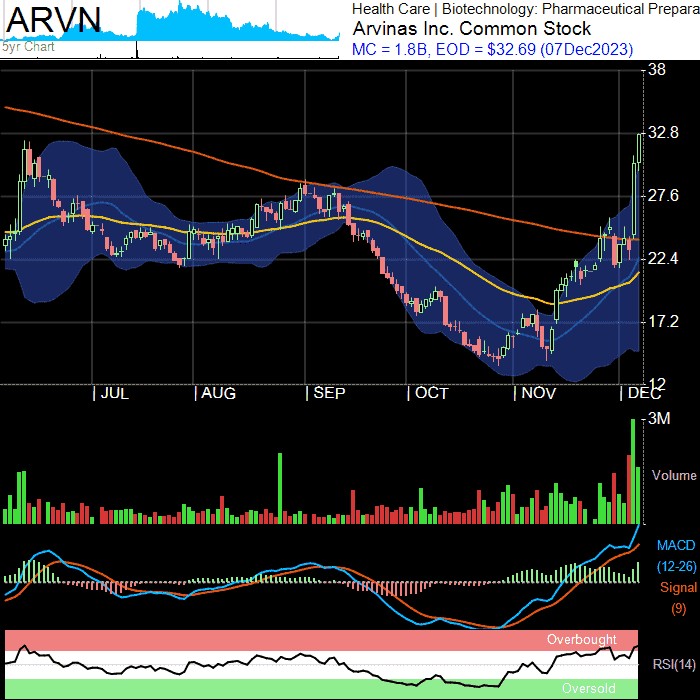 ARVN
5yr Chart
Health Care | Biotechnology: Pharmaceutical Prepara
Arvinas Inc. Common Stock
MC = 1.8B, EOD = $32.69 (07Dec2023)
38
32.8
27.6
22.4
17.2
12
| JUL | AUG | SEP | OCT | NOV | DEC
3M
Volume
MACD
(12-26)
Signal
(9)
Overbought
RSI(14)
Oversold